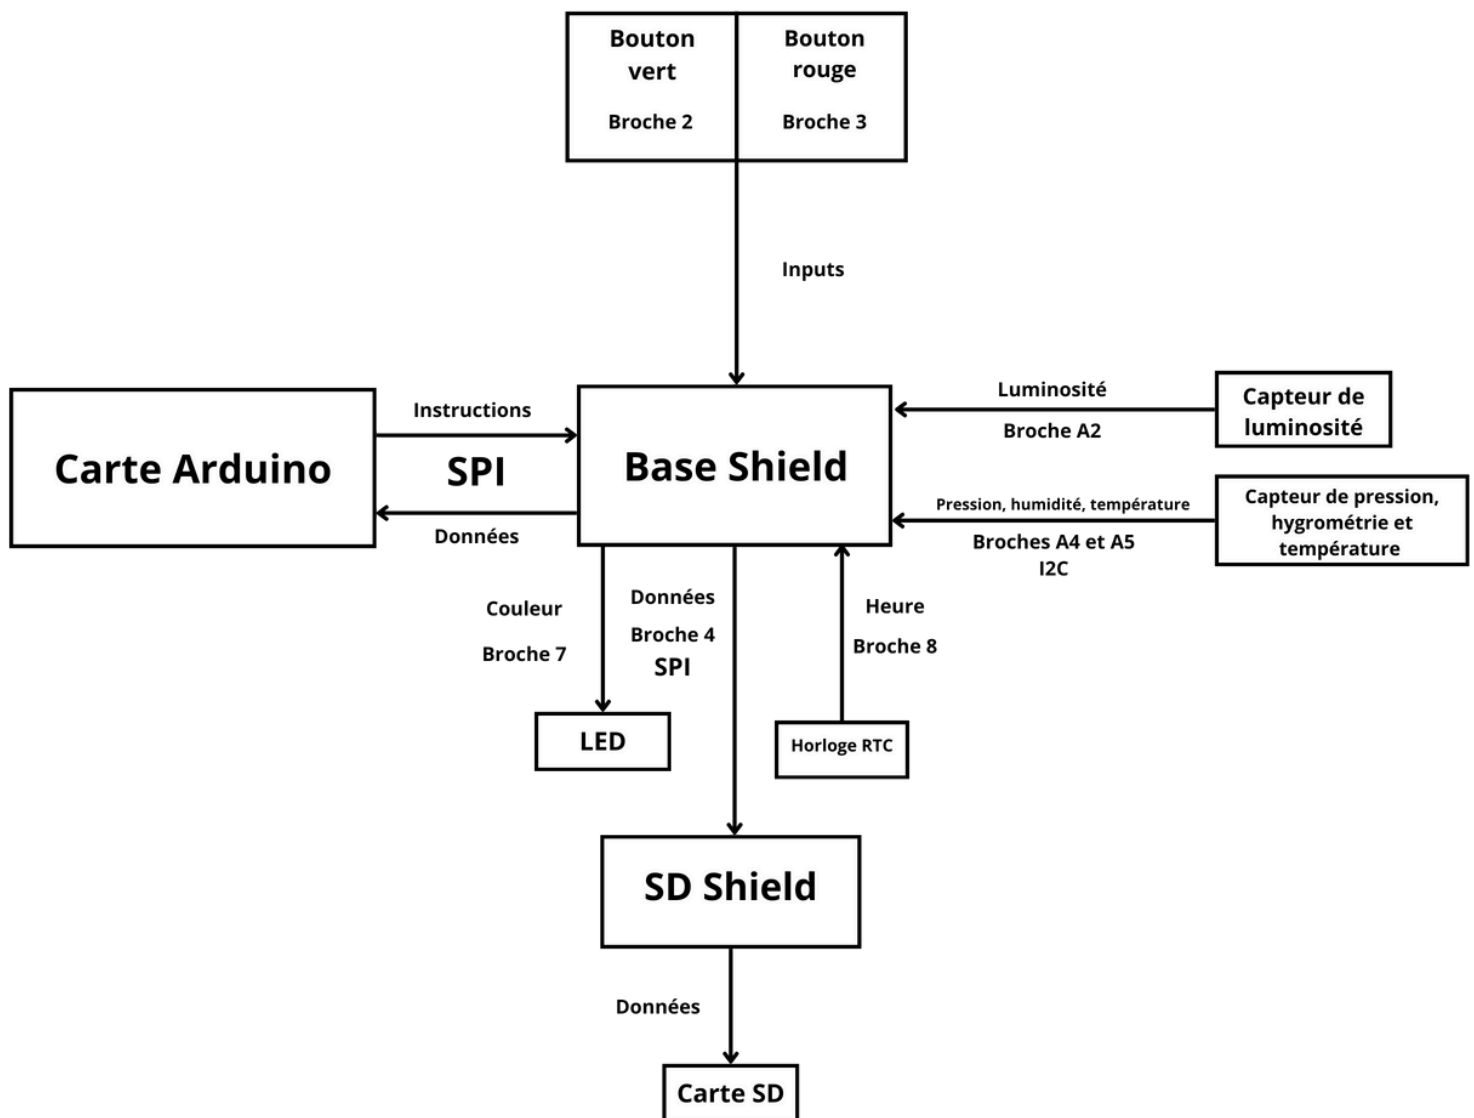 Bouton
vert
Broche 2
Bouton
rouge
Broche 3
Inputs
Carte Arduino
Instructions
SPI
Données
Base Shield
Luminosité
Broche A2
Capteur de
luminosité
Pression, humidité, température
Broches A4 et A5
I2C
Capteur de pression,
hygrométrie et
température
Couleur
Broche 7
Données
Broche 4
SPI
Heure
Broche 8
LED
Horloge RTC
SD Shield
Données
Carte SD